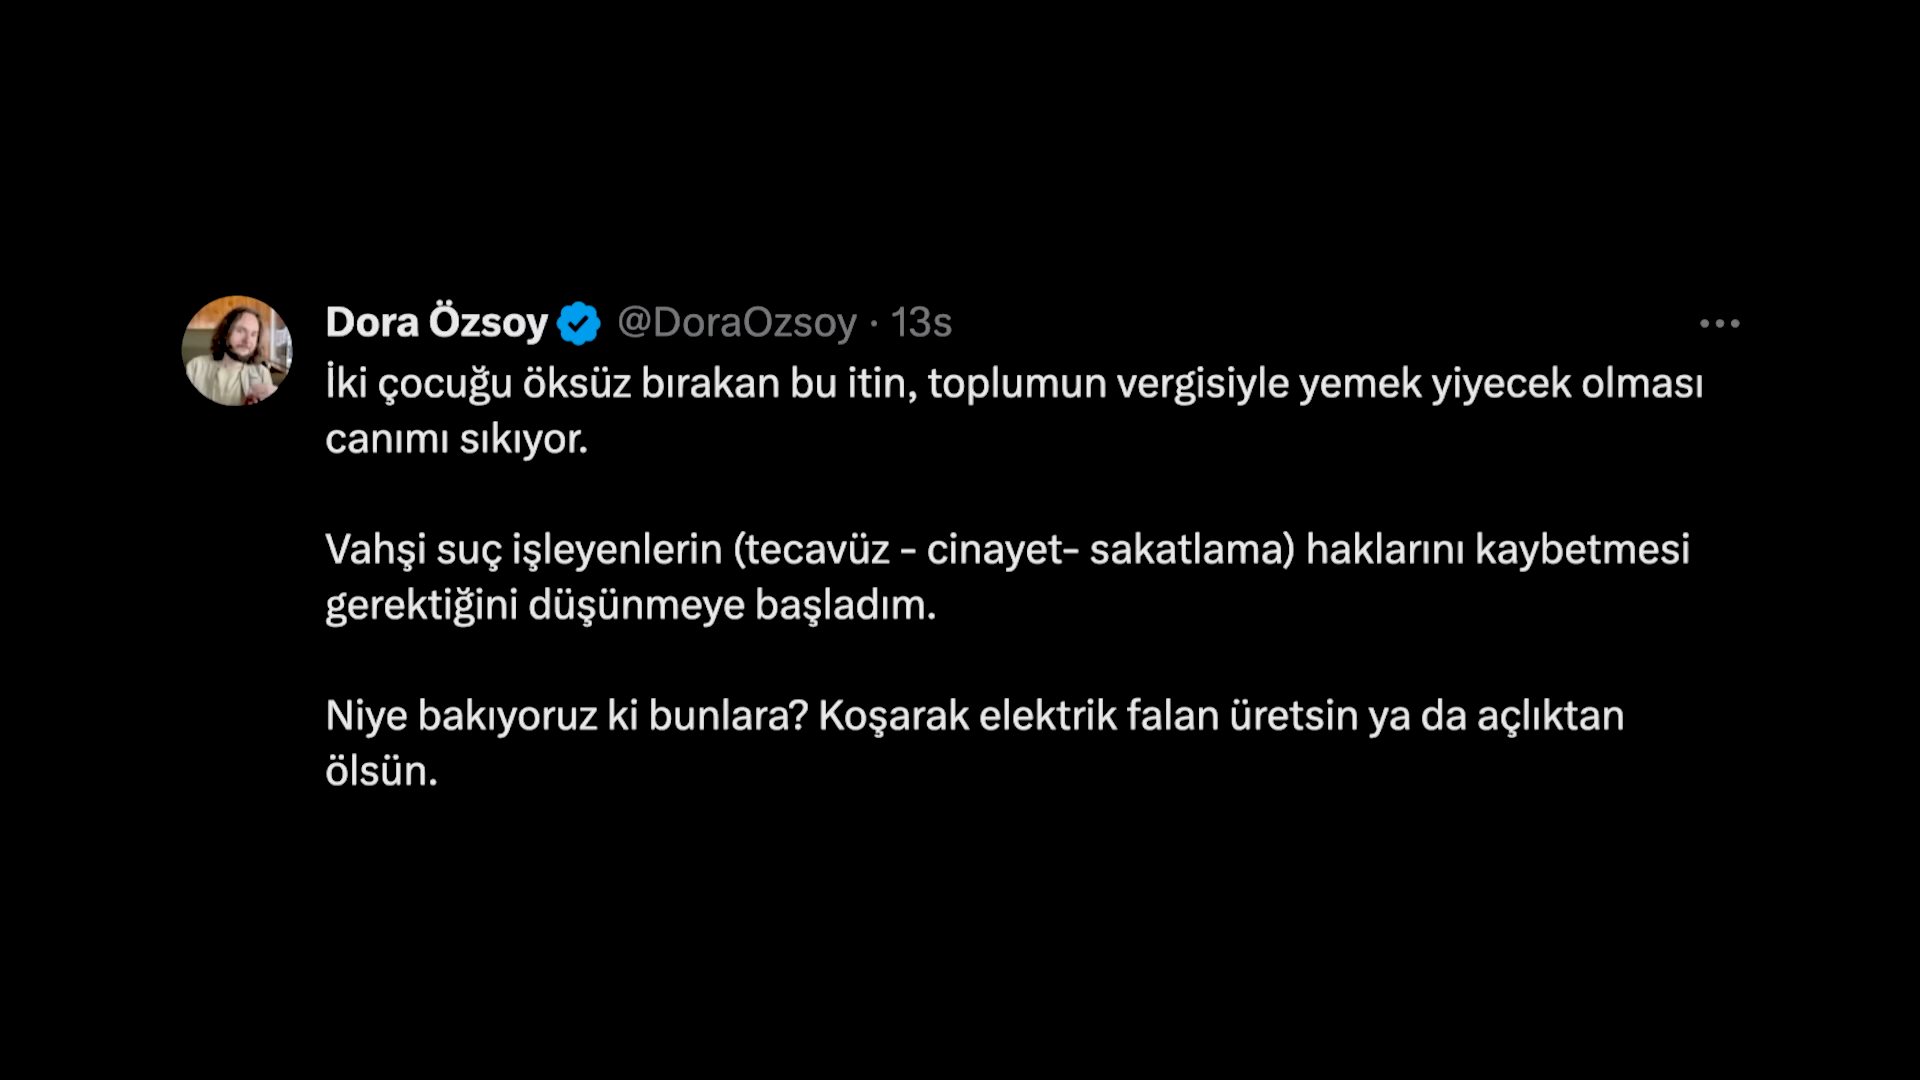 Dora Özsoy @DoraOzsoy · 13s
İki çocuğu öksüz bırakan bu itin, toplumun vergisiyle yemek yiyecek olması
canımı sıkıyor.
Vahşi suç işleyenlerin (tecavüz - cinayet- sakatlama) haklarını kaybetmesi
gerektiğini düşünmeye başladım.
Niye bakıyoruz ki bunlara? Koşarak elektrik falan üretsin ya da açlıktan
ölsün.